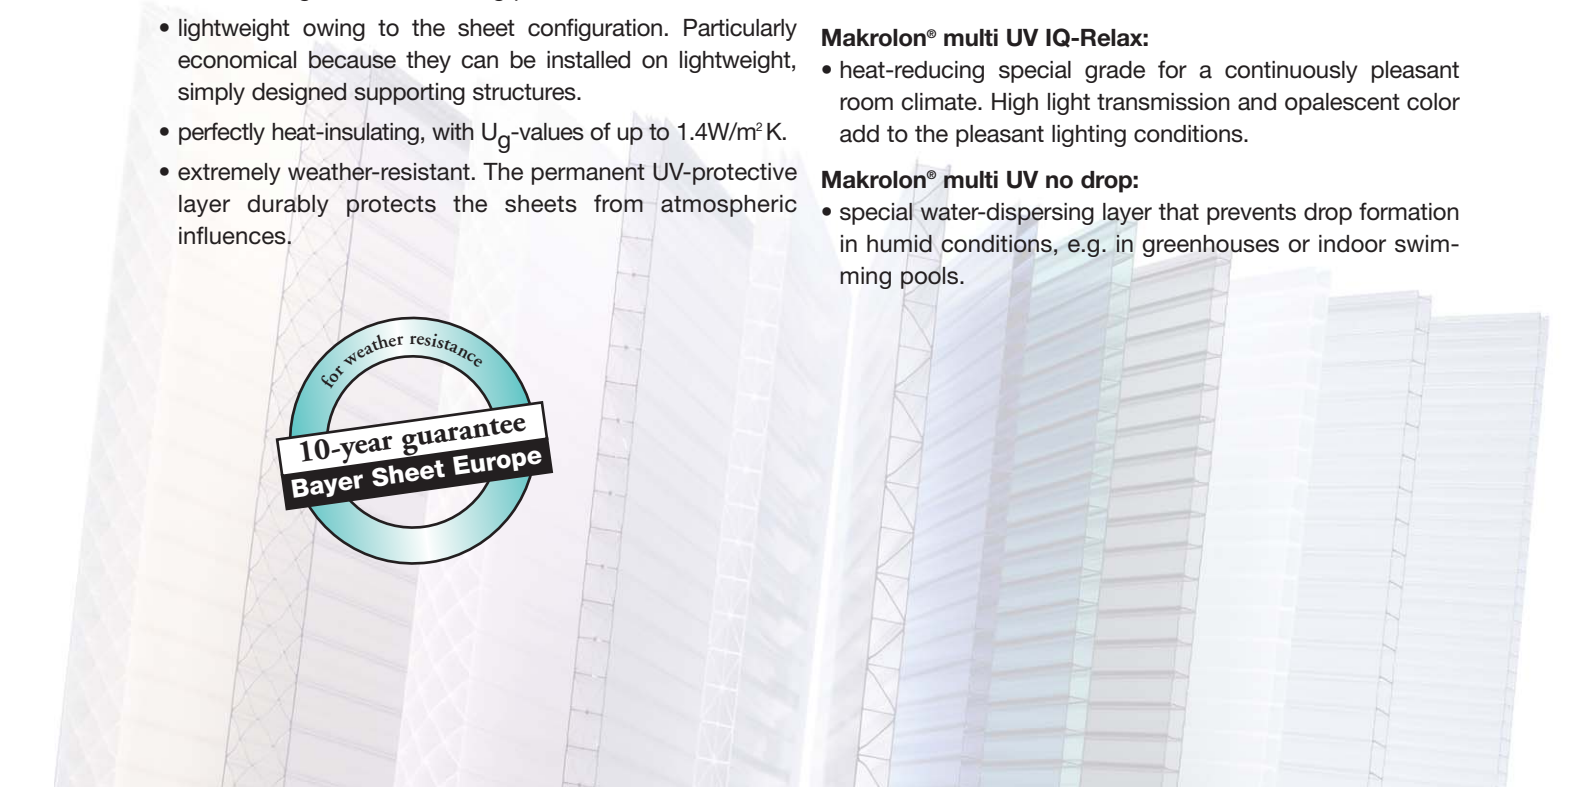 • lightweight owing to the sheet configuration. Particularly
economical because they can be installed on lightweight,
simply designed supporting structures.
• perfectly heat-insulating, with Ug-values of up to 1.4W/m² K.
• extremely weather-resistant. The permanent UV-protective
layer durably protects the sheets from atmospheric
influences.
for weather resistance
10-year guarantee
Bayer Sheet Europe
Makrolon® multi UV IQ-Relax:
• heat-reducing special grade for a continuously pleasant
room climate. High light transmission and opalescent color
add to the pleasant lighting conditions.
Makrolon® multi UV no drop:
• special water-dispersing layer that prevents drop formation
in humid conditions, e.g. in greenhouses or indoor swim-
ming pools.